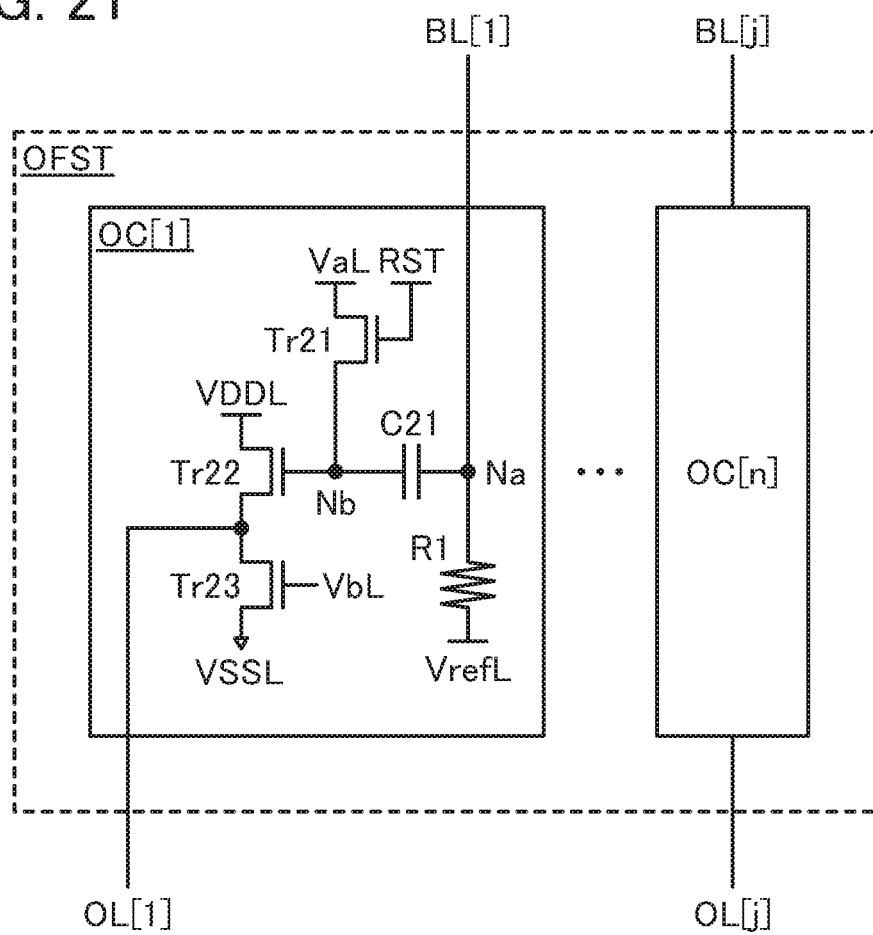 G. 21
BL[1]
BL[j]
OFST
OC[1]
VaL
RST
Tr21
VDDL
C21
Tr22
Nb
Na
OC[n]
R1
Tr23
VbL
VSSL
VrefL
OL[1]
OL[j]